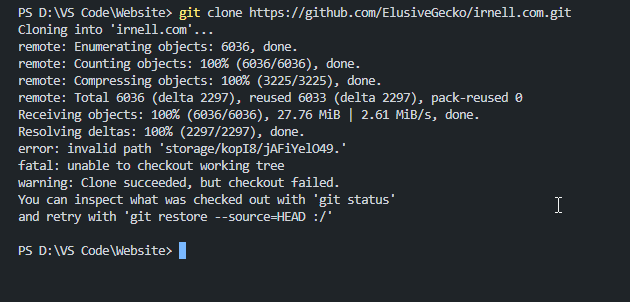 PS D:\VS Code\Website> git clone https://github.com/ElusiveGecko/irnell.com.git
Cloning into 'irnell.com'...
remote: Enumerating objects: 6036, done.
remote: Counting objects: 100% (6036/6036), done.
remote: Compressing objects: 100% (3225/3225), done.
remote: Total 6036 (delta 2297), reused 6033 (delta 2297), pack-reused 0
Receiving objects: 100% (6036/6036), 27.76 MiB | 2.61 MiB/s, done.
Resolving deltas: 100% (2297/2297), done.
error: invalid path 'storage/kopI8/jAFiYelO49.'
fatal: unable to checkout working tree
warning: Clone succeeded, but checkout failed.
You can inspect what was checked out with 'git status'
and retry with 'git restore --source=HEAD :/'
PS D:\VS Code\Website>